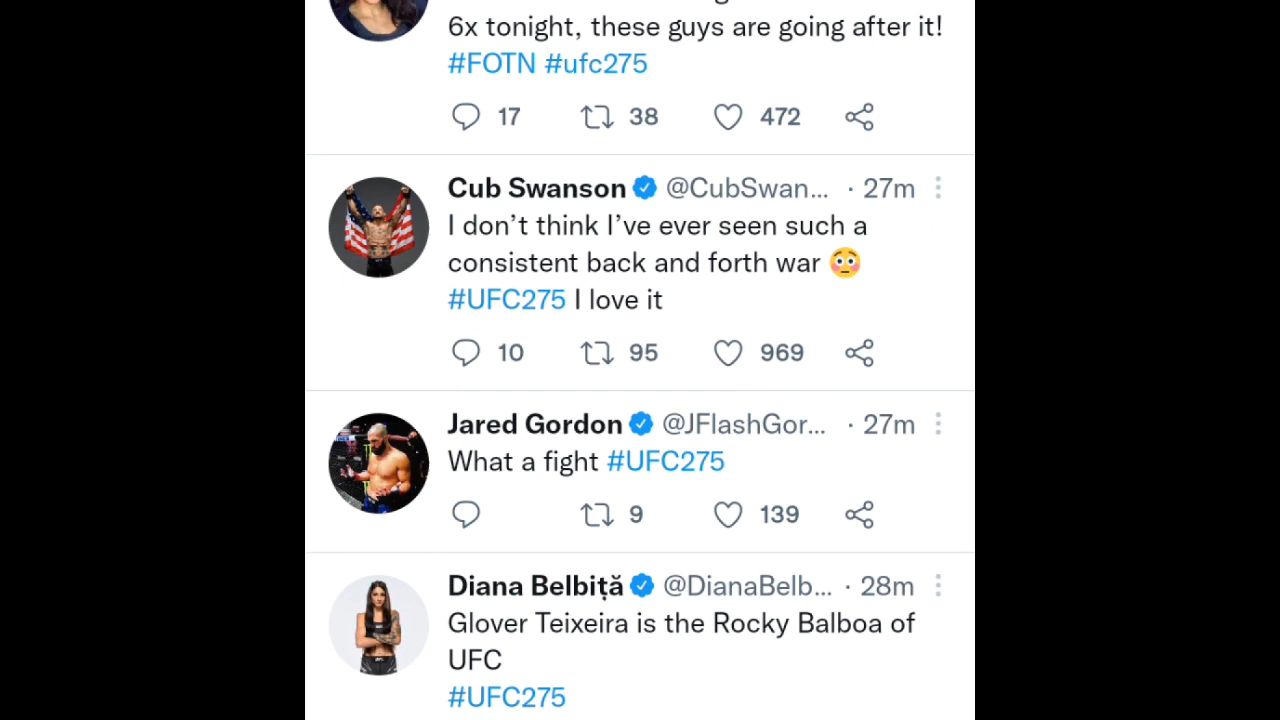 6x tonight, these guys are going after it!
#FOTN #ufc275
17 38 472
Cub Swanson @CubSwan... · 27m
I don’t think I’ve ever seen such a
consistent back and forth war 😳
#UFC275 I love it
10 95 969
Jared Gordon @JFlashGor... · 27m
What a fight #UFC275
9 139
Diana Belbiță @DianaBelb... · 28m
Glover Teixeira is the Rocky Balboa of
UFC
#UFC275